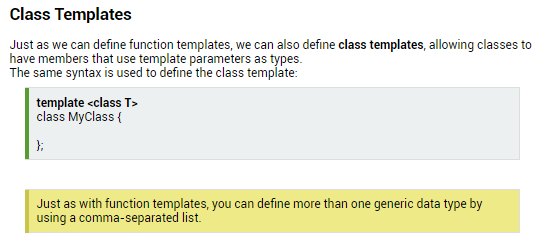 Class Templates
Just as we can define function templates, we can also define class templates, allowing classes to
have members that use template parameters as types.
The same syntax is used to define the class template:
template <class T>
class MyClass {
};
Just as with function templates, you can define more than one generic data type by
using a comma-separated list.